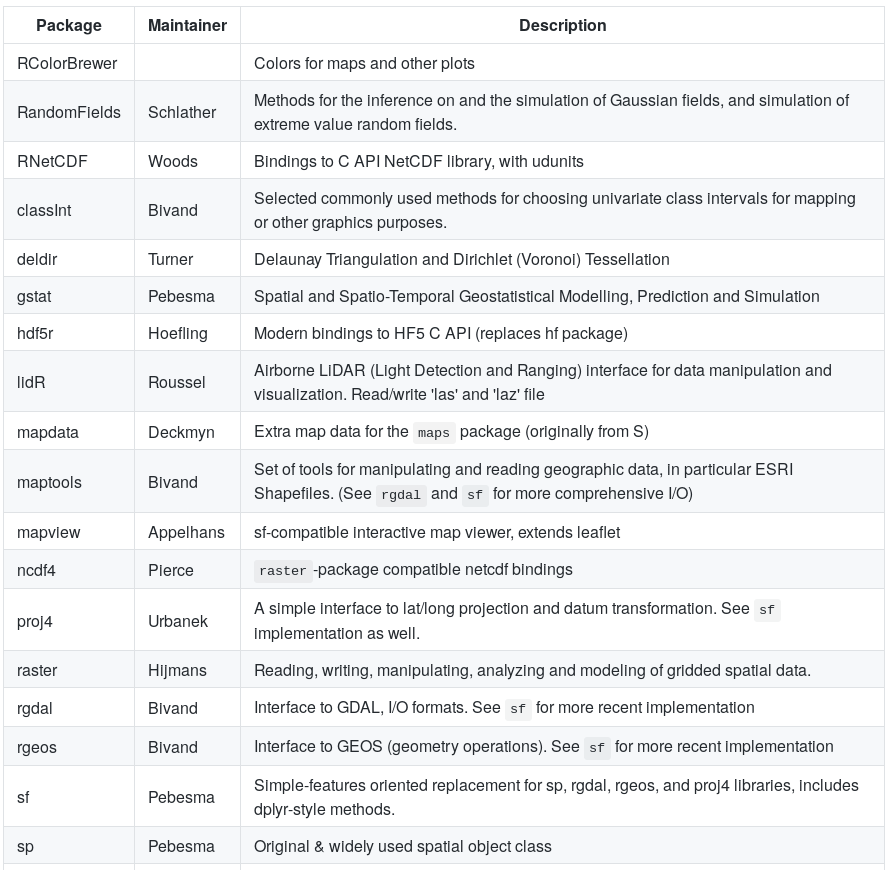 Package Maintainer Description
RColorBrewer Colors for maps and other plots
RandomFields Schlather Methods for the inference on and the simulation of Gaussian fields, and simulation of
extreme value random fields.
RNetCDF Woods Bindings to C API NetCDF library, with udunits
classInt Bivand Selected commonly used methods for choosing univariate class intervals for mapping
or other graphics purposes.
deldir Turner Delaunay Triangulation and Dirichlet (Voronoi) Tessellation
gstat Pebesma Spatial and Spatio-Temporal Geostatistical Modelling, Prediction and Simulation
hdf5r Hoefling Modern bindings to HF5 C API (replaces hf package)
lidR Roussel Airborne LiDAR (Light Detection and Ranging) interface for data manipulation and
visualization. Read/write 'las' and 'laz' file
mapdata Deckmyn Extra map data for the maps package (originally from S)
maptools Bivand Set of tools for manipulating and reading geographic data, in particular ESRI
Shapefiles. (See rgdal and sf for more comprehensive I/O)
mapview Appelhans sf-compatible interactive map viewer, extends leaflet
ncdf4 Pierce raster-package compatible netcdf bindings
proj4 Urbanek A simple interface to lat/long projection and datum transformation. See sf
implementation as well.
raster Hijmans Reading, writing, manipulating, analyzing and modeling of gridded spatial data.
rgdal Bivand Interface to GDAL, I/O formats. See sf for more recent implementation
rgeos Bivand Interface to GEOS (geometry operations). See sf for more recent implementation
sf Pebesma Simple-features oriented replacement for sp, rgdal, rgeos, and proj4 libraries, includes
dplyr-style methods.
sp Pebesma Original & widely used spatial object class